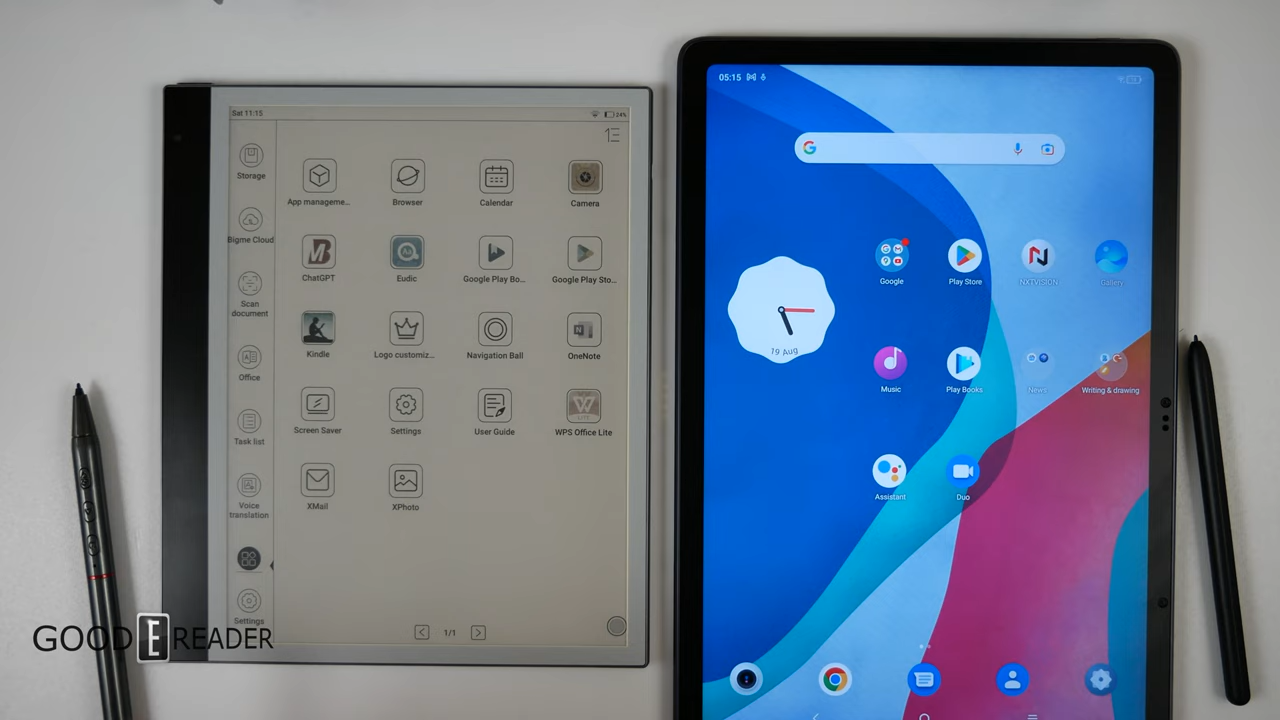 Sat 11:15
24%
Storage
Bigme Cloud
Scan
document
Office
Task list
Voice
translation
Settings
App manageme...
Browser
Calendar
Camera
ChatGPT
Eudic
Google Play Bo...
Google Play Sto...
Kindle
Logo customiz...
Navigation Ball
OneNote
Screen Saver
Settings
User Guide
WPS Office Lite
XMail
XPhoto
1/1
05:15
19 Aug
Google
Play Store
NXTVISION
Gallery
Music
Play Books
News
Writing & drawing
Assistant
Duo
GOOD E READER